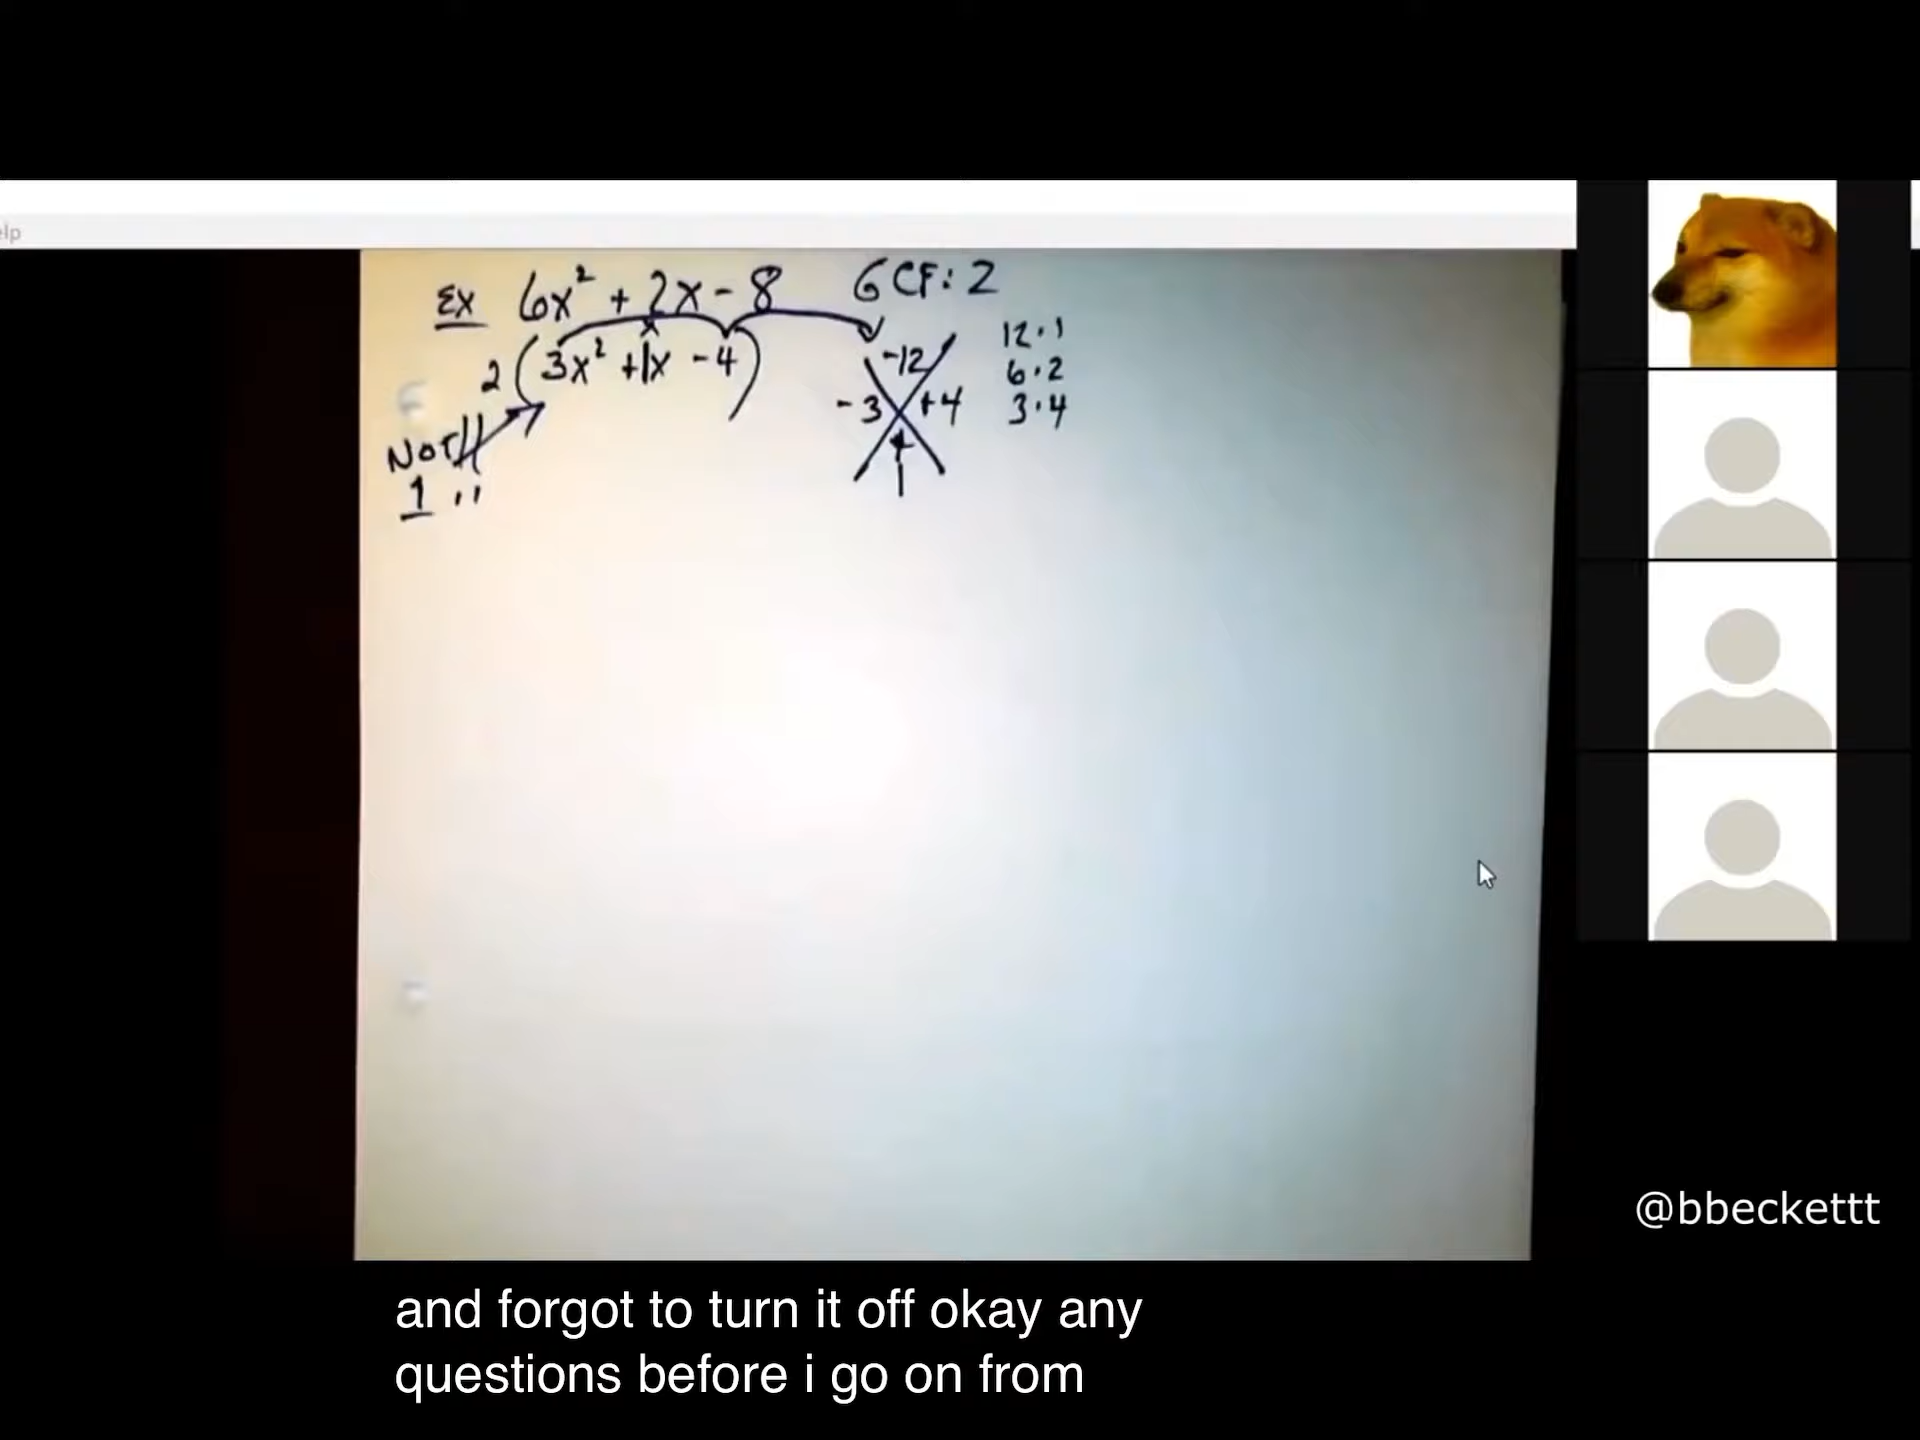 elp
Ex 6x² + 2x - 8 GCF: 2
2 (3x² + 1x - 4)
x
-12
-3 +4
+
1
12·1
6·2
3·4
Not
1 ''
@bbeckettt
and forgot to turn it off okay any
questions before i go on from